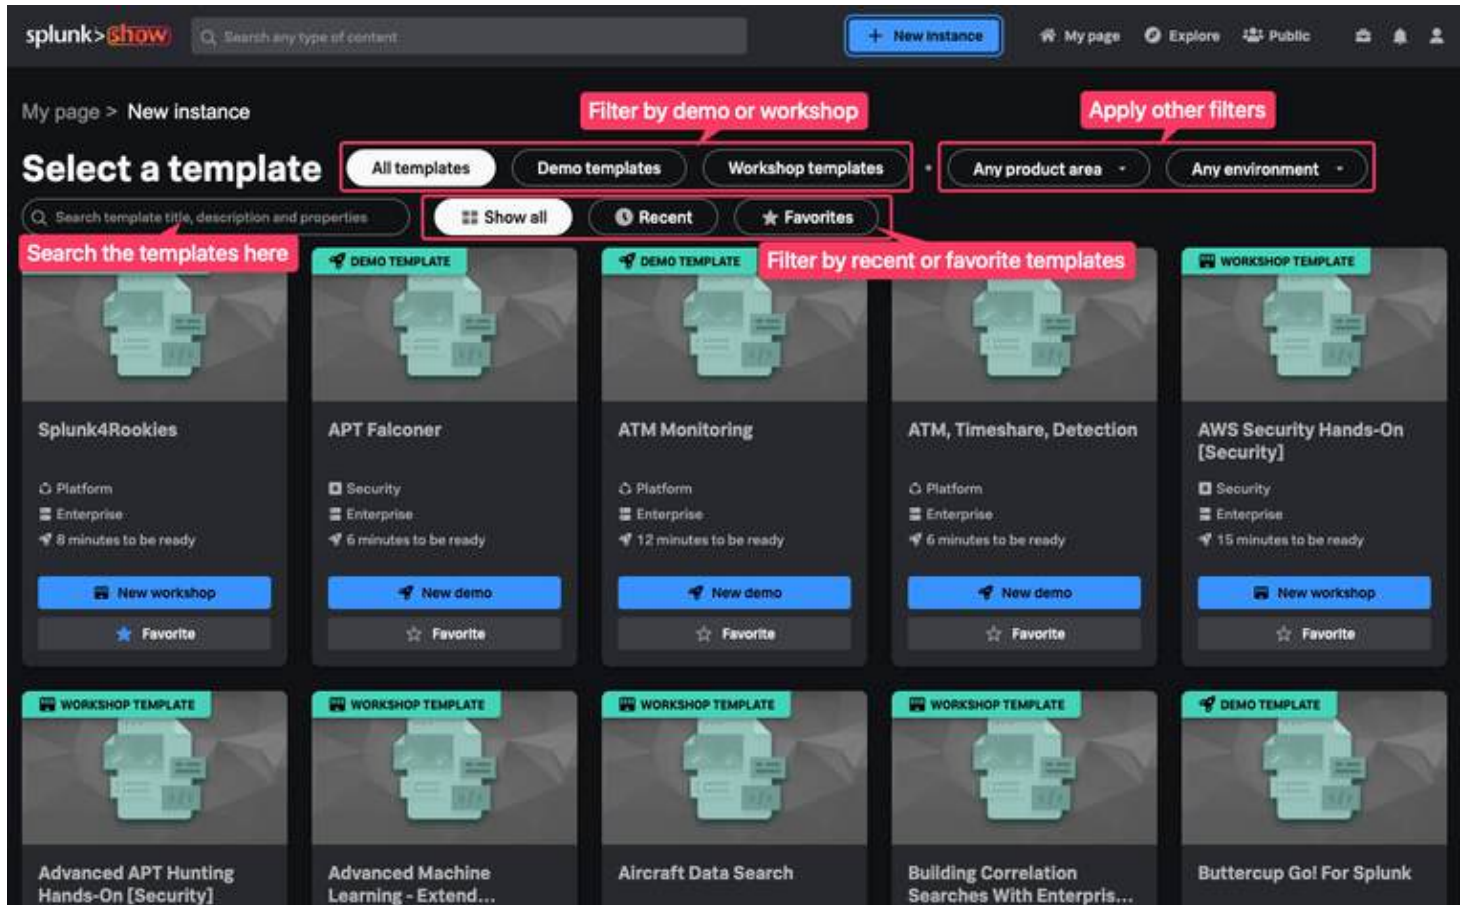 splunk>show
Search any type of content
+ New instance
My page
Explore
Public
My page > New instance
Filter by demo or workshop
Apply other filters
Select a template
All templates
Demo templates
Workshop templates
Any product area
Any environment
Search template title, description and properties
Show all
Recent
Favorites
Search the templates here
Filter by recent or favorite templates
DEMO TEMPLATE
DEMO TEMPLATE
WORKSHOP TEMPLATE
Splunk4Rookies
Platform
Enterprise
8 minutes to be ready
New workshop
Favorite
APT Falconer
Security
Enterprise
6 minutes to be ready
New demo
Favorite
ATM Monitoring
Platform
Enterprise
12 minutes to be ready
New demo
Favorite
ATM, Timeshare, Detection
Platform
Enterprise
6 minutes to be ready
New demo
Favorite
AWS Security Hands-On
[Security]
Security
Enterprise
15 minutes to be ready
New workshop
Favorite
WORKSHOP TEMPLATE
Advanced APT Hunting
Hands-On [Security]
WORKSHOP TEMPLATE
Advanced Machine
Learning - Extend...
WORKSHOP TEMPLATE
Aircraft Data Search
WORKSHOP TEMPLATE
Building Correlation
Searches With Enterpris...
DEMO TEMPLATE
Buttercup Go! For Splunk